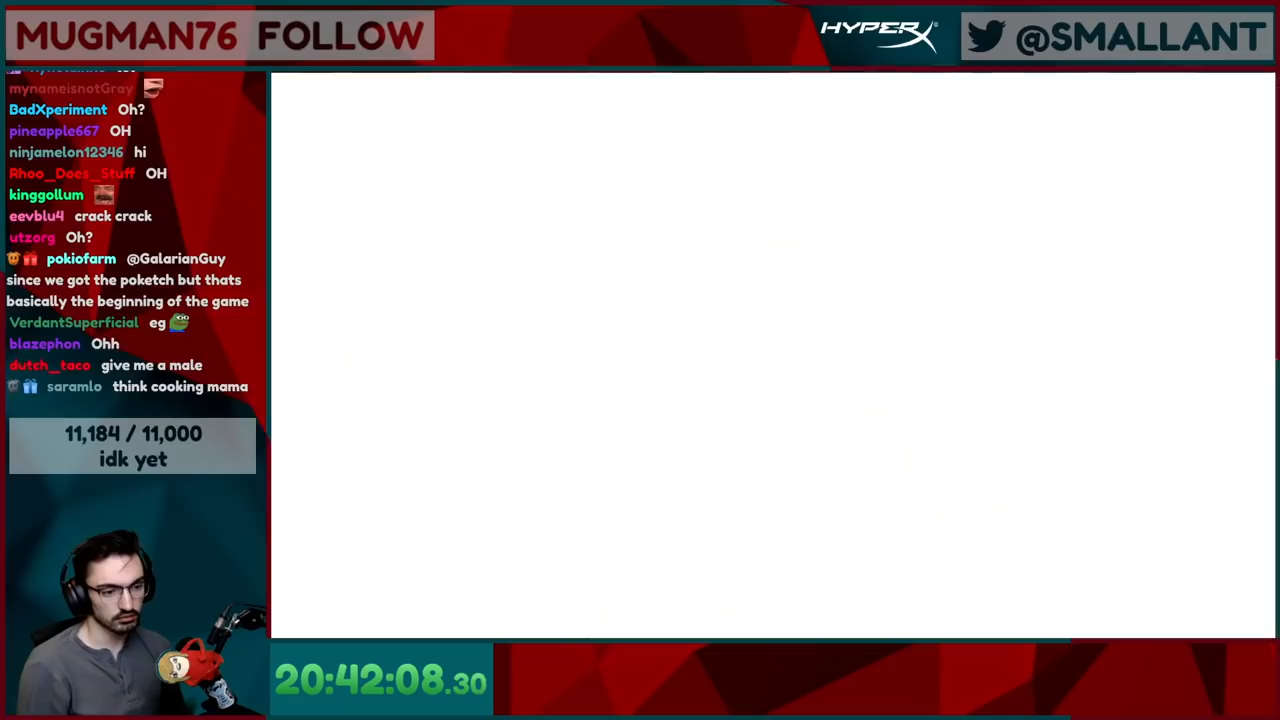 MUGMAN76 FOLLOW
HYPERX
@SMALLANT
mynameisnotGray
BadXperiment Oh?
pineapple667 OH
ninjamelon12346 hi
Rhoo_Does_Stuff OH
kinggollum
eevblu4 crack crack
utzorg Oh?
pokiofarm @GalarianGuy
since we got the poketch but thats
basically the beginning of the game
VerdantSuperficial eg
blazephon Ohh
dutch_taco give me a male
saramlo think cooking mama
11,184 / 11,000
idk yet
20:42:08.30